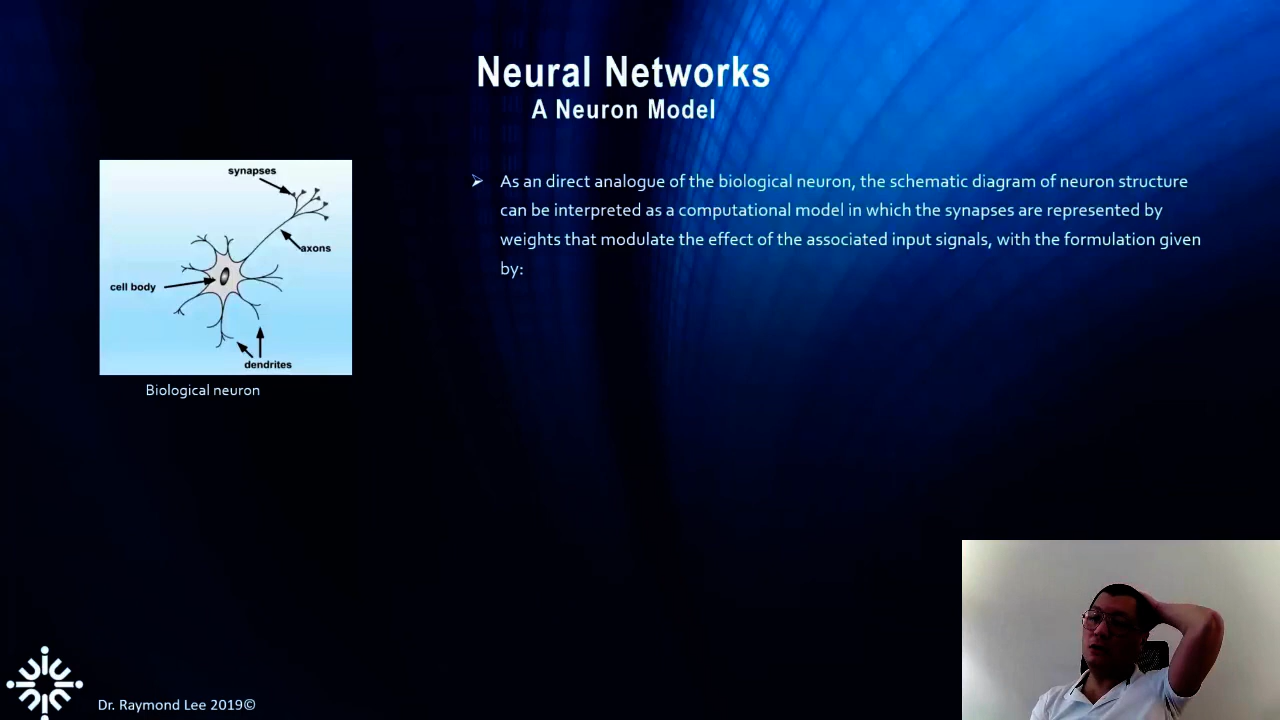 Neural Networks
A Neuron Model
synapses
axons
cell body
dendrites
Biological neuron
As an direct analogue of the biological neuron, the schematic diagram of neuron structure
can be interpreted as a computational model in which the synapses are represented by
weights that modulate the effect of the associated input signals, with the formulation given
by:
Dr. Raymond Lee 2019©